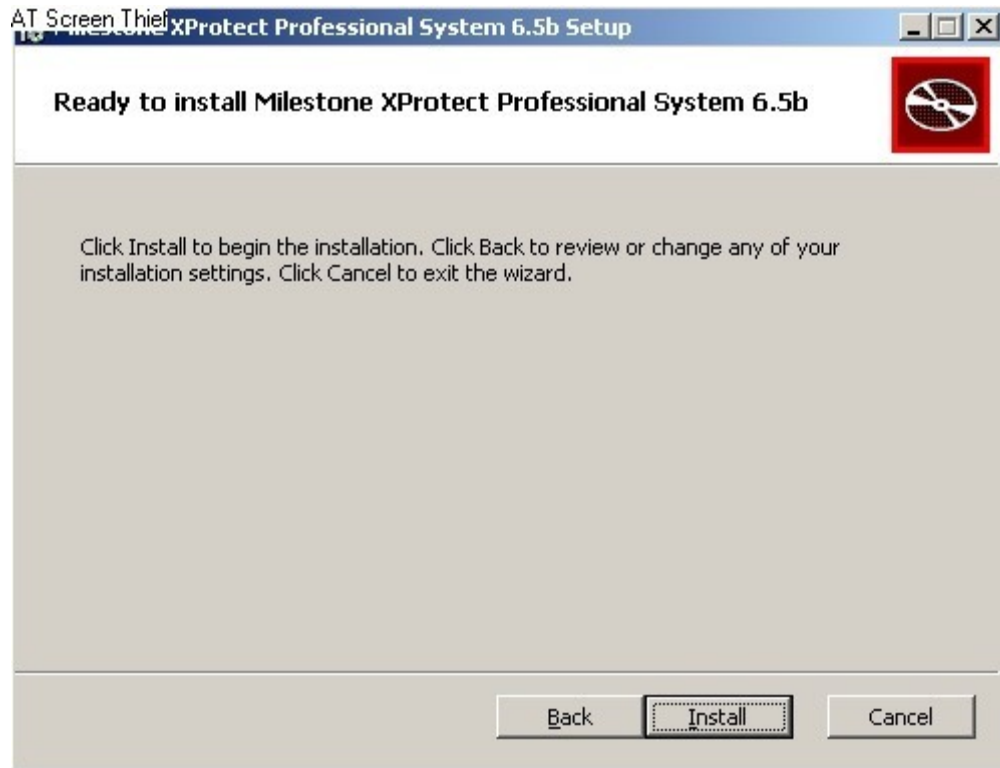 AT Screen Thief
Milestone XProtect Professional System 6.5b Setup
Ready to install Milestone XProtect Professional System 6.5b
Click Install to begin the installation. Click Back to review or change any of your
installation settings. Click Cancel to exit the wizard.
Back
Install
Cancel